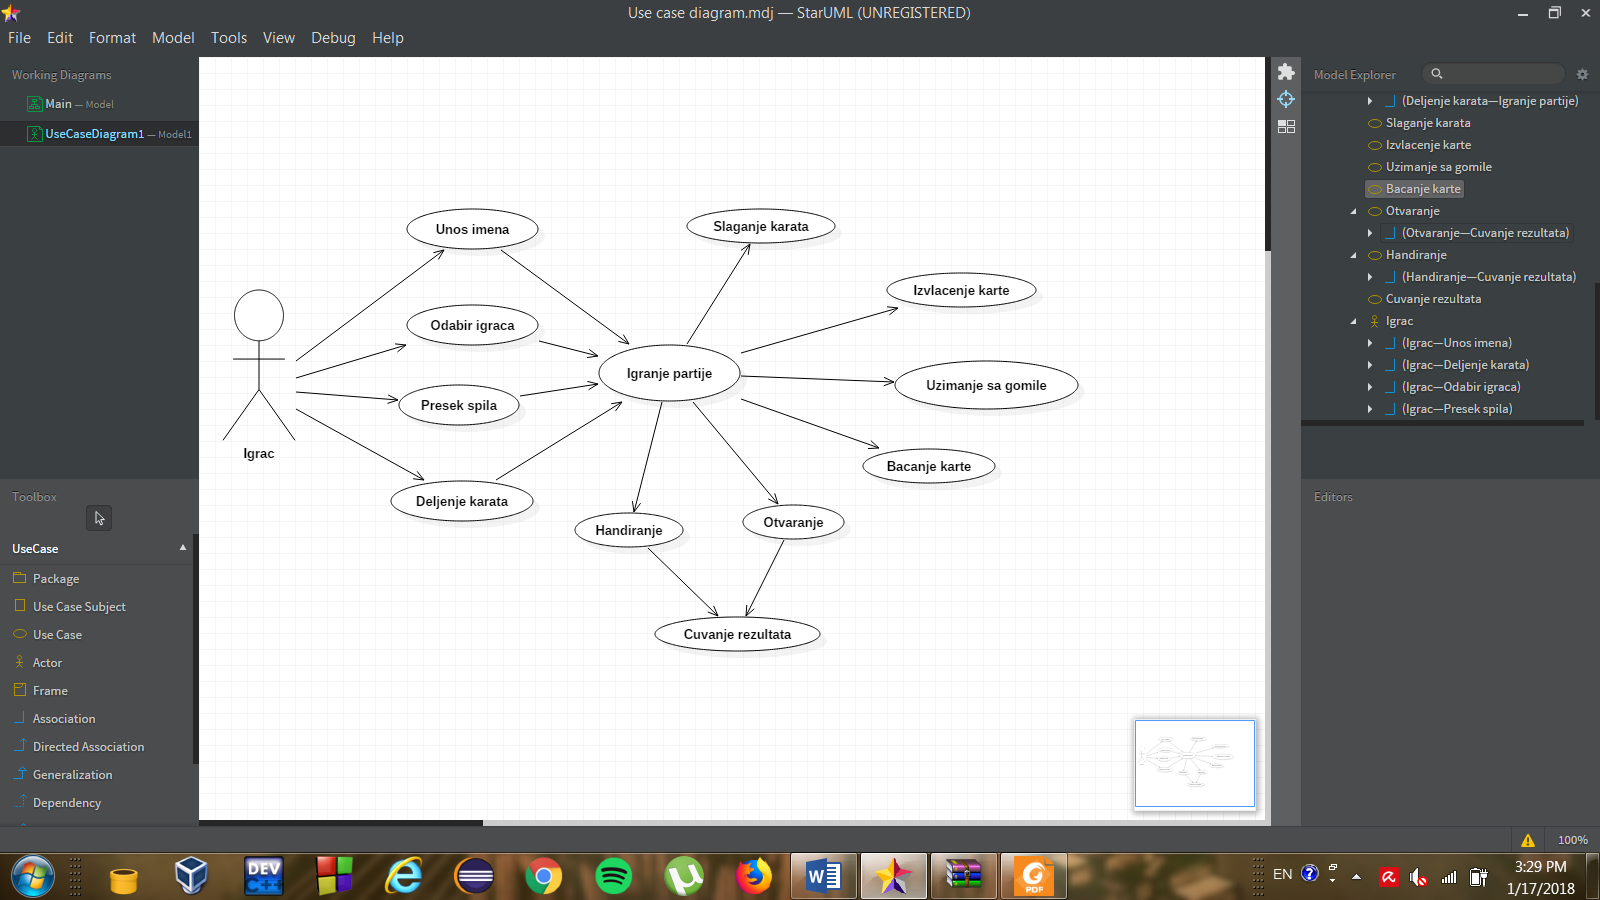 Use case diagram.mdj — StarUML (UNREGISTERED)
File Edit Format Model Tools View Debug Help
Working Diagrams
Main — Model
UseCaseDiagram1 — Model1
Toolbox
UseCase
Package
Use Case Subject
Use Case
Actor
Frame
Association
Directed Association
Generalization
Dependency
Unos imena
Slaganje karata
Izvlacenje karte
Odabir igraca
Igranje partije
Uzimanje sa gomile
Presek spila
Igrac
Bacanje karte
Deljenje karata
Handiranje
Otvaranje
Cuvanje rezultata
Model Explorer
(Deljenje karata—Igranje partije)
Slaganje karata
Izvlacenje karte
Uzimanje sa gomile
Bacanje karte
Otvaranje
(Otvaranje—Cuvanje rezultata)
Handiranje
(Handiranje—Cuvanje rezultata)
Cuvanje rezultata
Igrac
(Igrac—Unos imena)
(Igrac—Deljenje karata)
(Igrac—Odabir igraca)
(Igrac—Presek spila)
Editors
100%
DEV
C++
W
PDF
EN
3:29 PM
1/17/2018